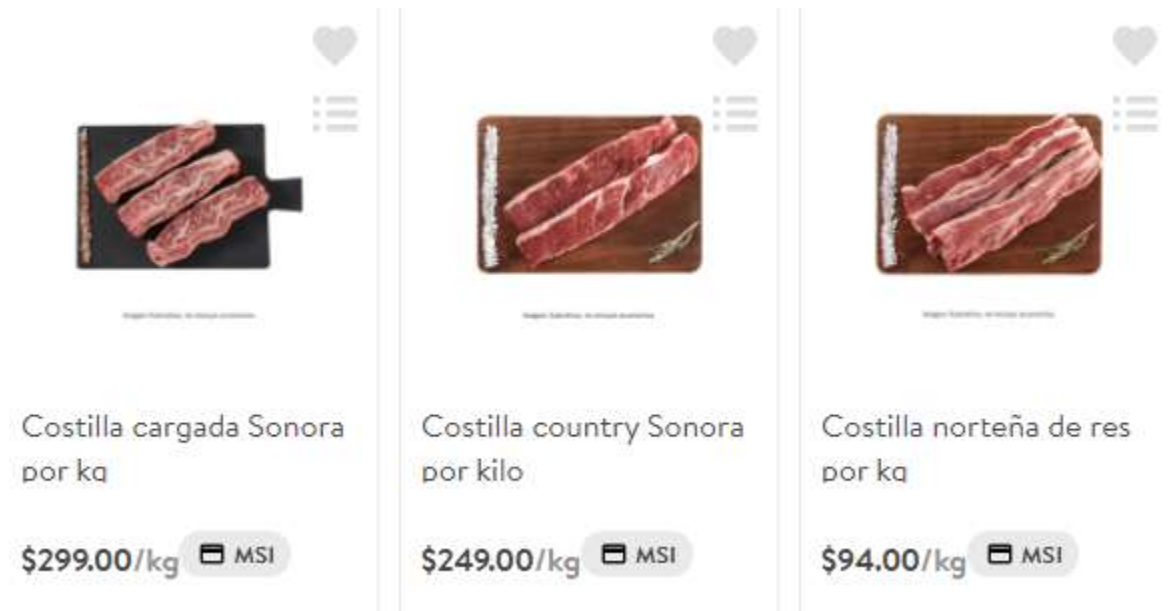 Costilla cargada Sonora
por kg
$299.00/kg MSI
Costilla country Sonora
por kilo
$249.00/kg MSI
Costilla norteña de res
por kg
$94.00/kg MSI